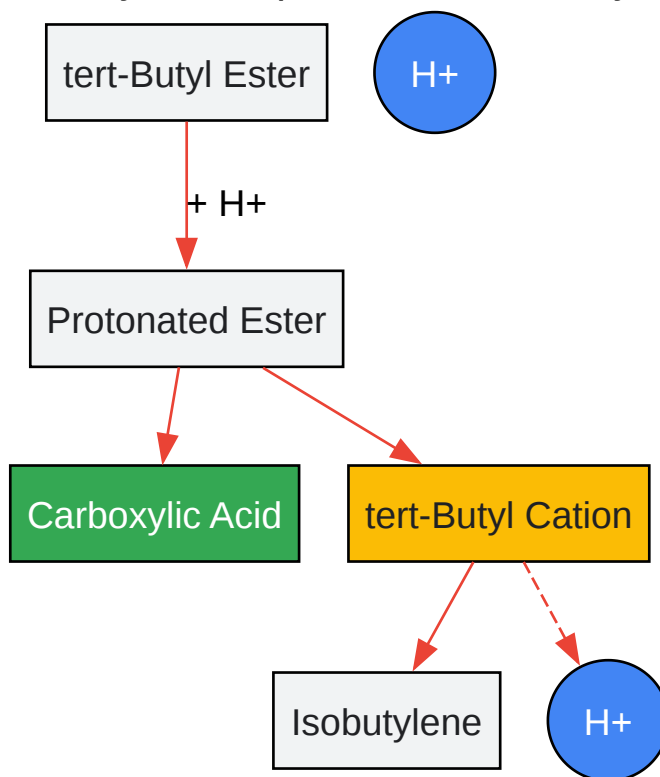 tert-Butyl Ester
H+
+ H+
Protonated Ester
Carboxylic Acid
tert-Butyl Cation
Isobutylene
H+